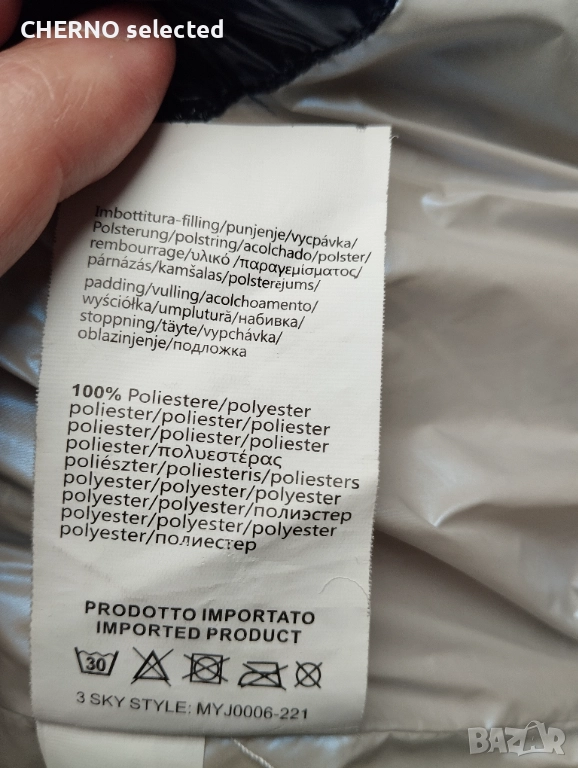 CHERNO selected
Imbottitura-filling/punjenje/vycpávka/
Polsterung/polstring/acolchado/polster/
rembourrage/υλικό /παραγεμίσματος/
párnázás/kamšalas/polsterējums/
padding/vulling/acolchoamento/
wyściółka/umplutură/набивка/
stoppning/täyte/vypchávka/
oblazinjenje/подложка
100% Poliestere/polyester
poliester/poliester/poliester
poliester/poliester/poliester
poliester/πολυεστέρας
poliészter/poliesteris/poliesters
polyester/polyester/polyester
polyester/polyester/полиэстер
polyester/polyester/polyester
polyester/полиестер
PRODOTTO IMPORTATO
IMPORTED PRODUCT
30
3 SKY STYLE: MYJ0006-221
BAZAR